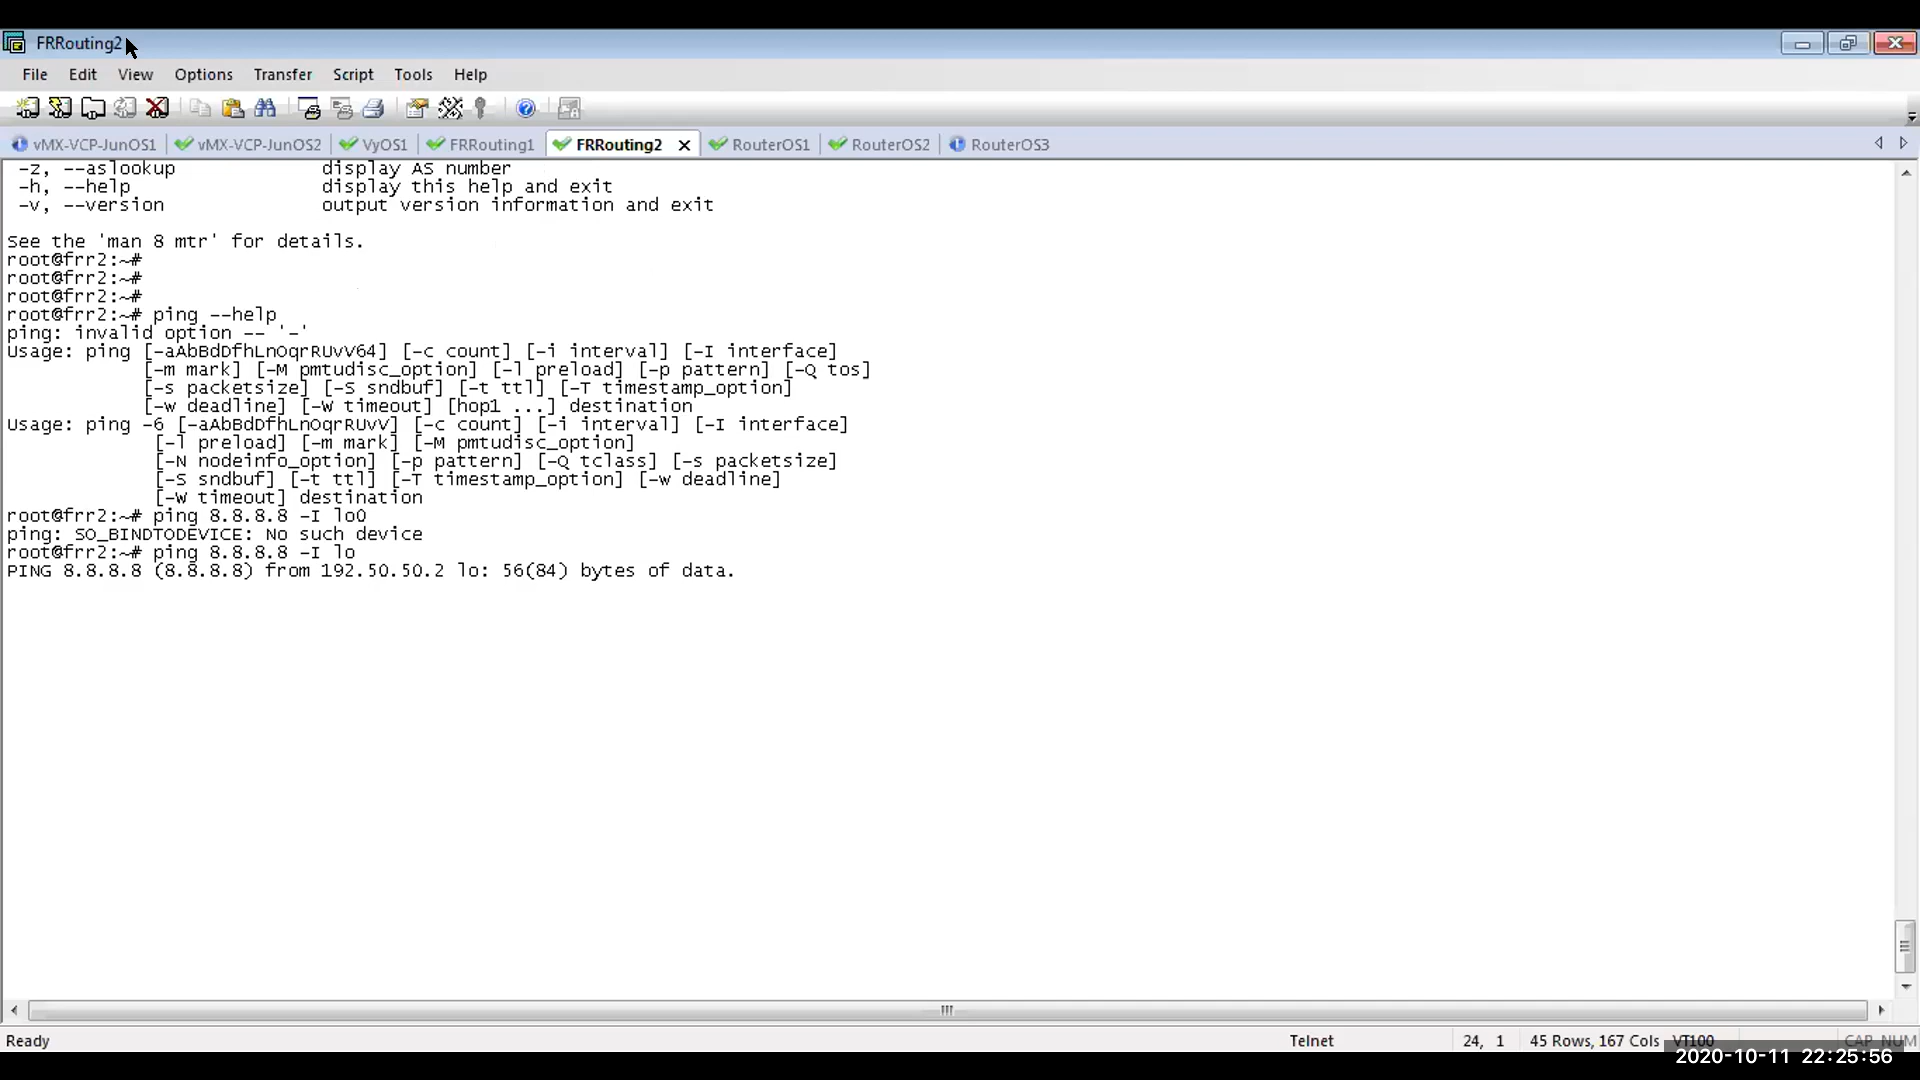 FRRouting2
File Edit View Options Transfer Script Tools Help
vMX-VCP-JunOS1 vMX-VCP-JunOS2 VyOS1 FRRouting1 FRRouting2 RouterOS1 RouterOS2 RouterOS3
-z, --aslookup display AS number
-h, --help display this help and exit
-v, --version output version information and exit
See the 'man 8 mtr' for details.
root@frr2:~#
root@frr2:~#
root@frr2:~#
root@frr2:~# ping --help
ping: invalid option -- '-'
Usage: ping [-aAbBdDfhLnOqrRUvV64] [-c count] [-i interval] [-I interface]
[-m mark] [-M pmtudisc_option] [-l preload] [-p pattern] [-Q tos]
[-s packetsize] [-S sndbuf] [-t ttl] [-T timestamp_option]
[-w deadline] [-W timeout] [hop1 ...] destination
Usage: ping -6 [-aAbBdDfhLnOqrRUvV] [-c count] [-i interval] [-I interface]
[-l preload] [-m mark] [-M pmtudisc_option]
[-N nodeinfo_option] [-p pattern] [-Q tclass] [-s packetsize]
[-S sndbuf] [-t ttl] [-T timestamp_option] [-w deadline]
[-W timeout] destination
root@frr2:~# ping 8.8.8.8 -I lo0
ping: SO_BINDTODEVICE: No such device
root@frr2:~# ping 8.8.8.8 -I lo
PING 8.8.8.8 (8.8.8.8) from 192.50.50.2 lo: 56(84) bytes of data.
Ready Telnet 24, 1 45 Rows, 167 Cols VT100 CAP NUM
2020-10-11 22:25:56